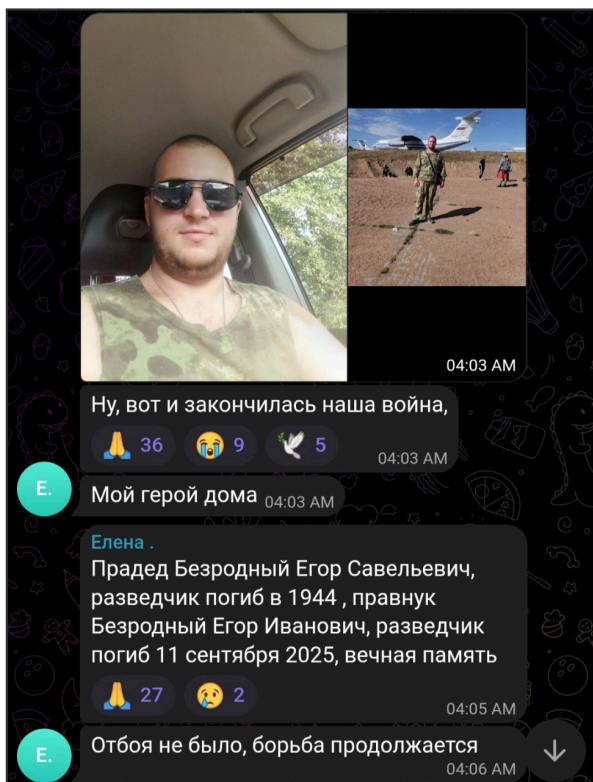 04:03 AM
Ну, вот и закончилась наша война,
🙏 36 😭 9 🕊 5 04:03 AM
Е.
Мой герой дома 04:03 AM
Елена .
Прадед Безродный Егор Савельевич,
разведчик погиб в 1944 , правнук
Безродный Егор Иванович, разведчик
погиб 11 сентября 2025, вечная память
🙏 27 😢 2 04:05 AM
Е.
Отбоя не было, борьба продолжается
04:06 AM